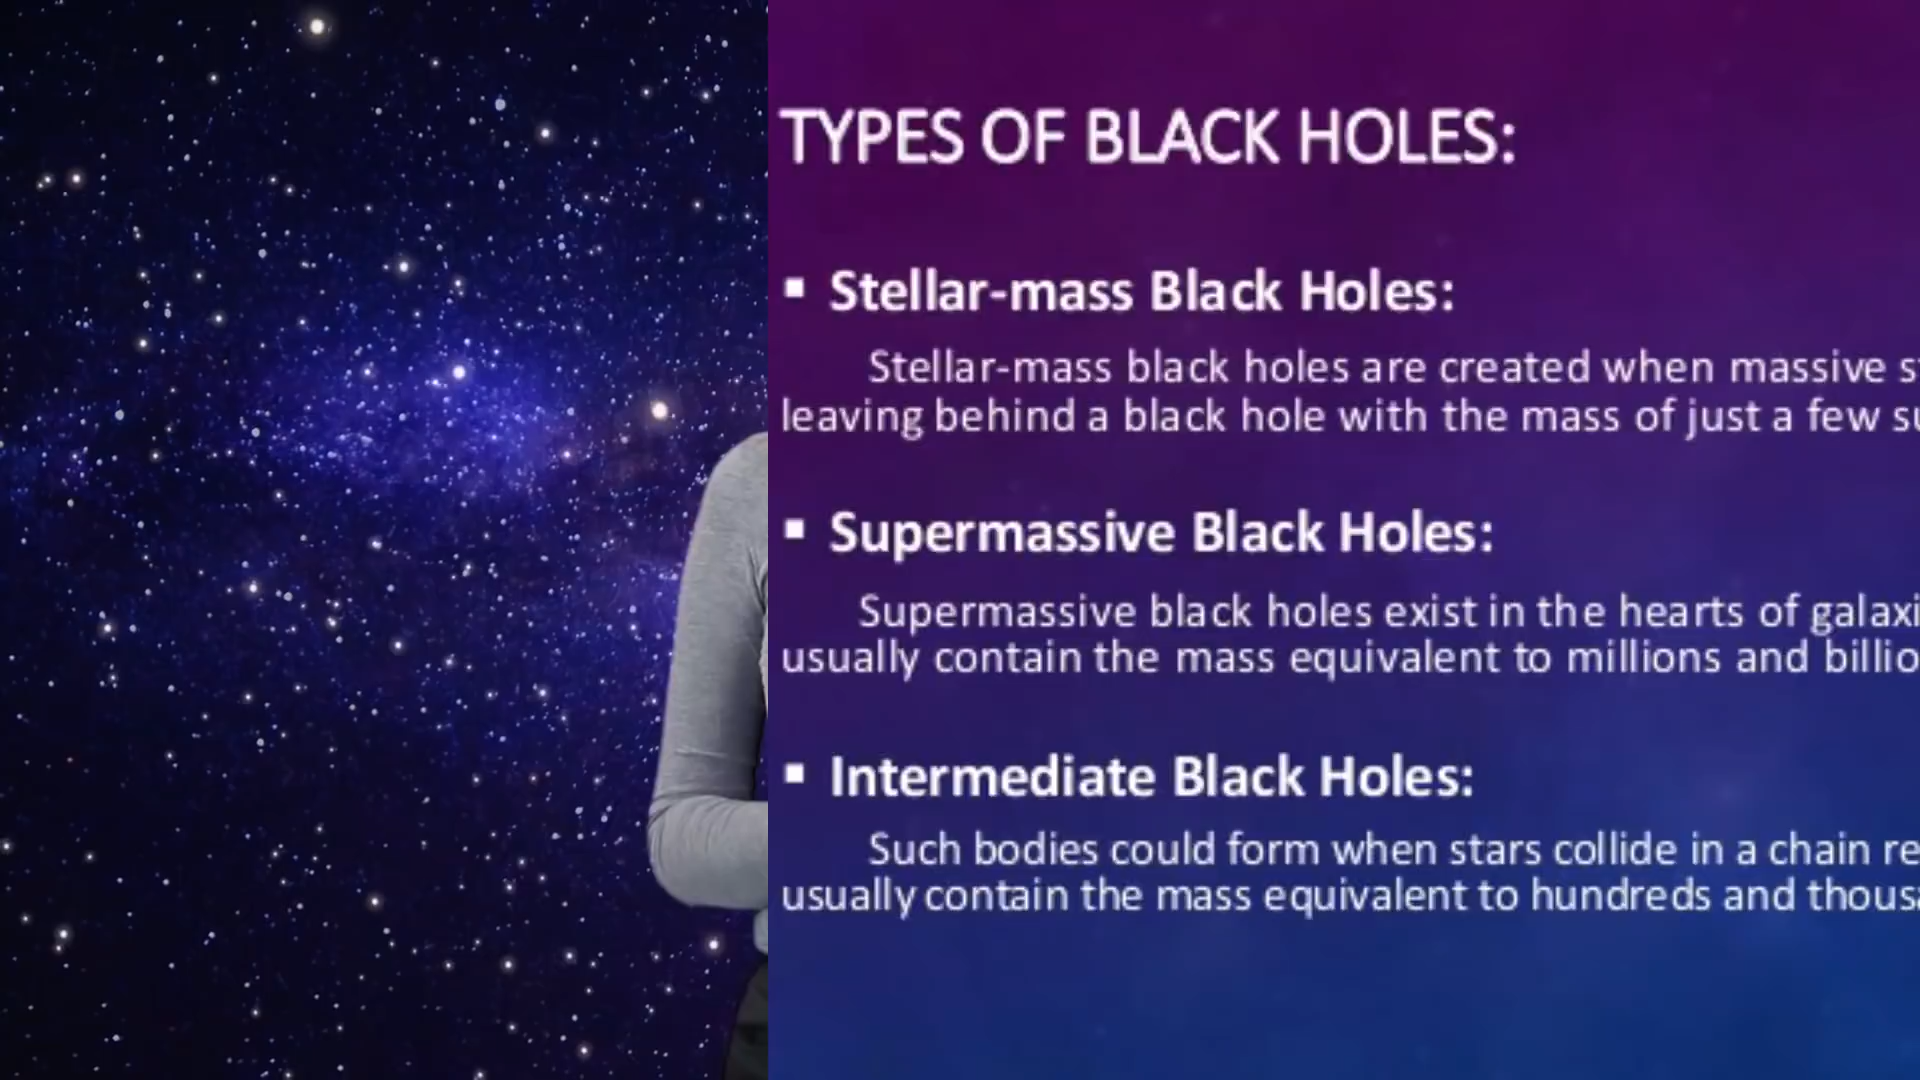 TYPES OF BLACK HOLES:
▪ Stellar-mass Black Holes:
Stellar-mass black holes are created when massive
leaving behind a black hole with the mass of just a few
▪ Supermassive Black Holes:
Supermassive black holes exist in the hearts of
usually contain the mass equivalent to millions and
▪ Intermediate Black Holes:
Such bodies could form when stars collide in a chain
usually contain the mass equivalent to hundreds and